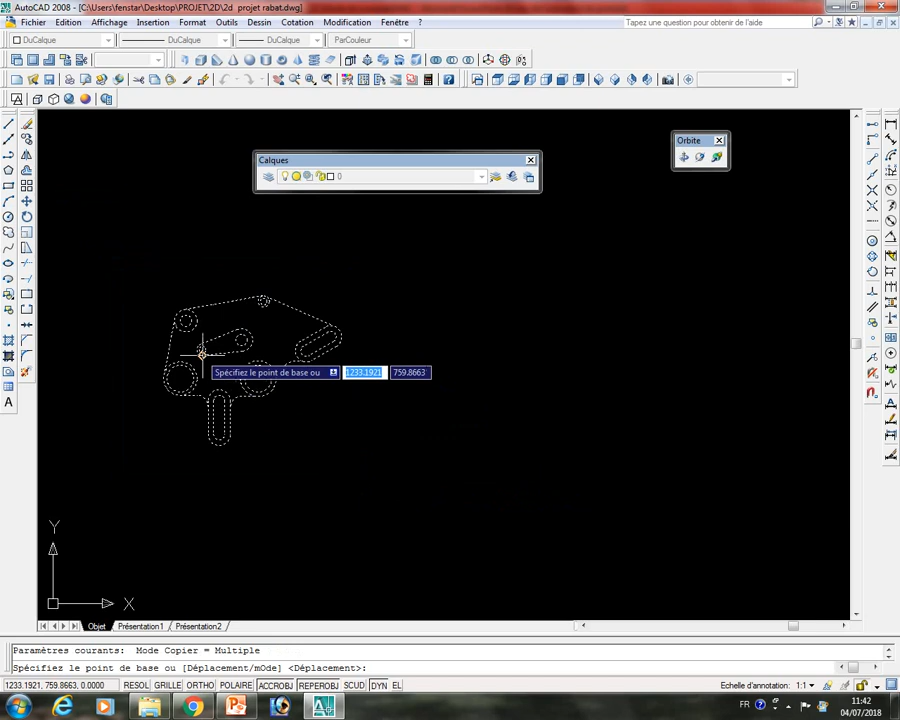 AutoCAD 2008 - [C:\Users\fenstar\Desktop\PROJET\2D\2d projet rabat.dwg]
Fichier Edition Affichage Insertion Format Outils Dessin Cotation Modification Fenêtre ?
Taper une question pour obtenir de l'aide
DuCalque DuCalque DuCalque ParCouleur
Calques
0
Orbite
Spécifiez le point de base ou 1233.1921 759.8663
Y
X
Objet Présentation1 Présentation2
Paramètres courants: Mode Copier = Multiple
Spécifiez le point de base ou [Déplacement/mOde] <Déplacement>:
1233.1921, 759.8663, 0.0000 RESOL GRILLE ORTHO POLAIRE ACCROBJ REPEROBJ SCUD DYN EL Echelle d'annotation: 1:1
FR
11:42
04/07/2018